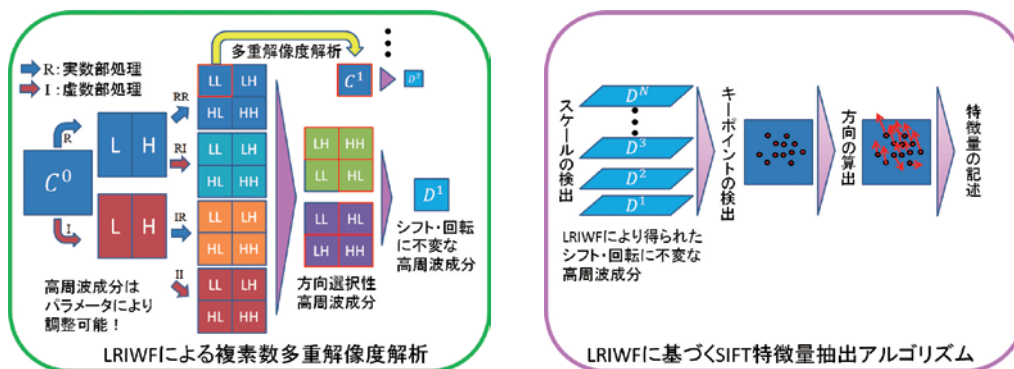 多重解像度解析
R:実数部処理
I:虚数部処理
C⁰
R
I
L H
L H
RR
RI
IR
II
LL LH
HL HH
LL LH
HL HH
LL LH
HL HH
LL LH
HL HH
C¹
D²
LH HH
LL HL
LL HL
LH HH
D¹
シフト・回転
に不変な
高周波成分
方向選択性
高周波成分
高周波成分は
パラメータにより
調整可能！
LRIWFによる複素数多重解像度解析
スケールの検出
Dᴺ
D³
D²
D¹
LRIWFにより得られた
シフト・回転に不変な
高周波成分
キーポイントの検出
方向の算出
特徴量の記述
LRIWFに基づくSIFT特徴量抽出アルゴリズム